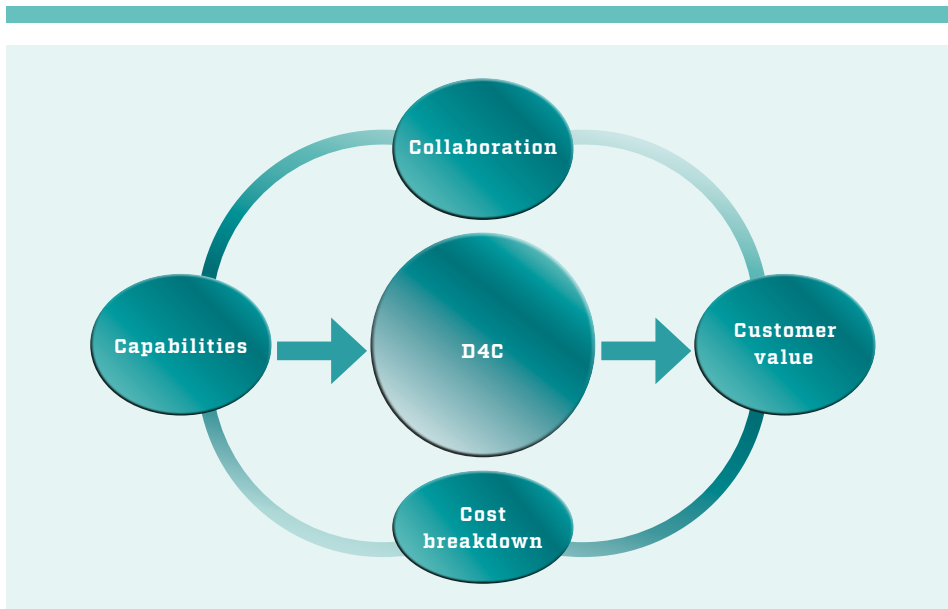 Collaboration
Capabilities
D4C
Customer
value
Cost
breakdown